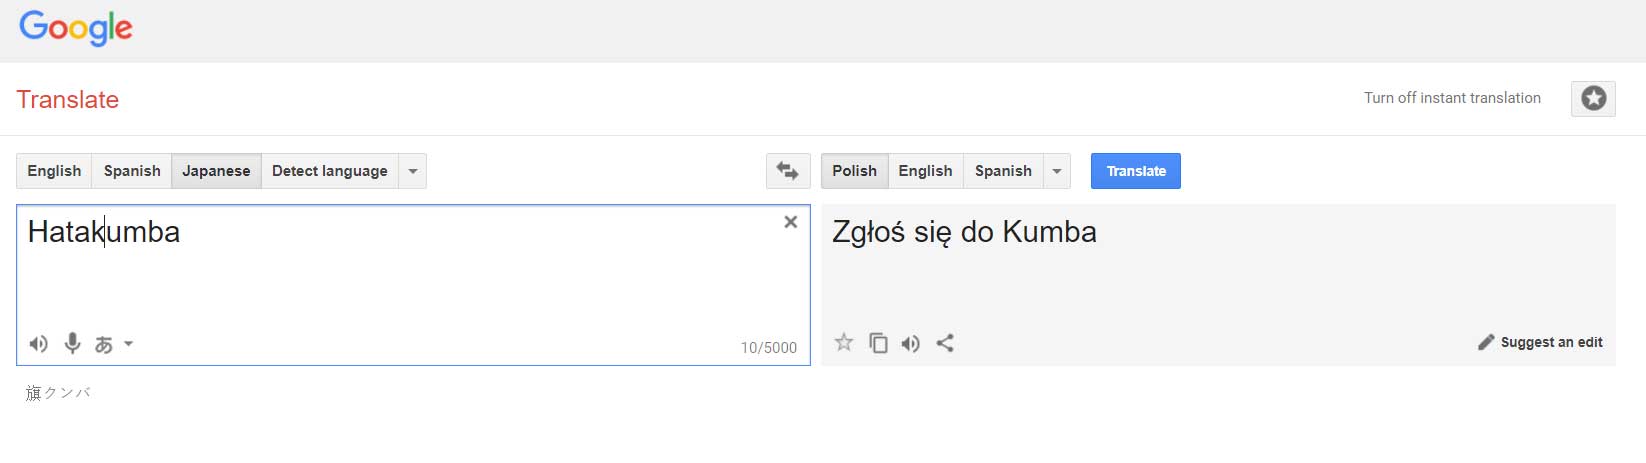 Google
Translate
Turn off instant translation
English Spanish Japanese Detect language
Polish English Spanish Translate
Hatakumba
Zgłoś się do Kumba
あ
10/5000
Suggest an edit
旗クンバ